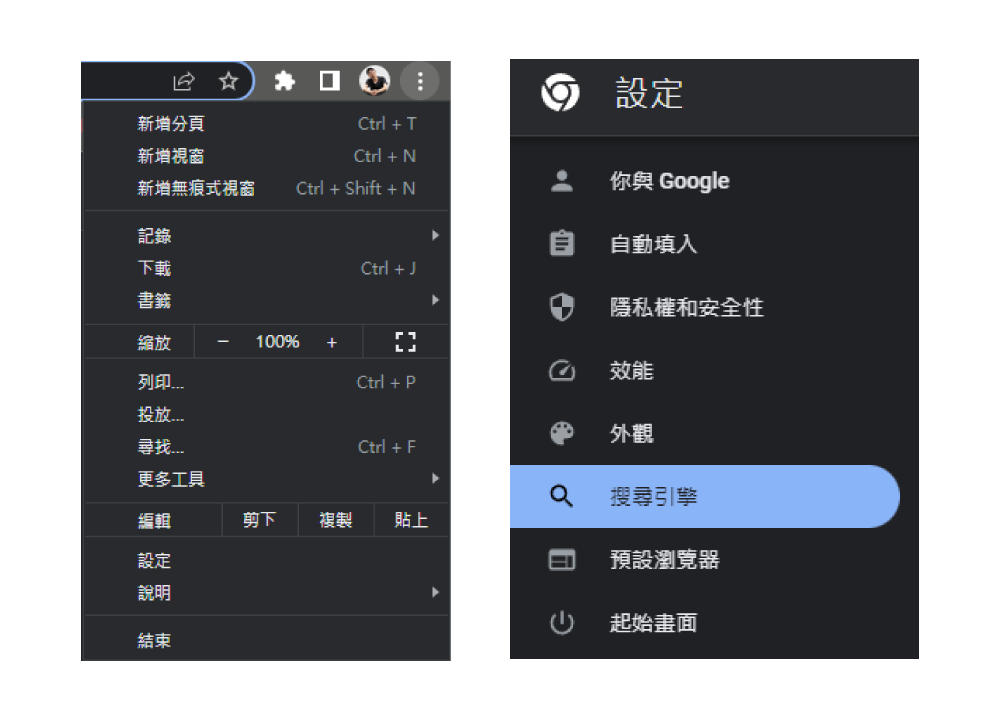 新增分頁 Ctrl + T
新增視窗 Ctrl + N
新增無痕式視窗 Ctrl + Shift + N
記錄
下載 Ctrl + J
書籤
縮放 − 100% +
列印... Ctrl + P
投放...
尋找... Ctrl + F
更多工具
編輯 剪下 複製 貼上
設定
說明
結束
設定
你與 Google
自動填入
隱私權和安全性
效能
外觀
搜尋引擎
預設瀏覽器
起始畫面